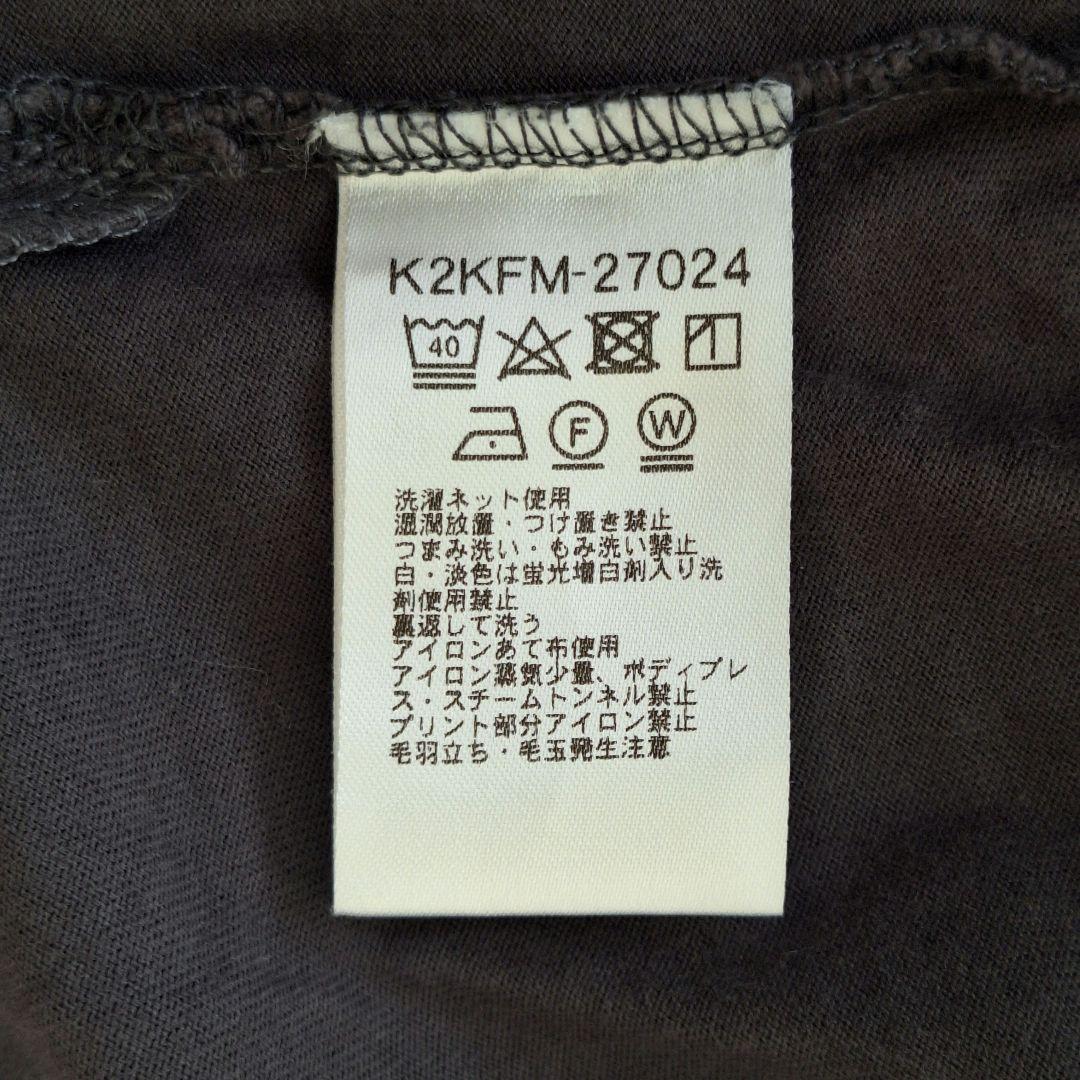 K2KFM-27024
40
F W
洗濯ネット使用
湿潤放置・つけ置き禁止
つまみ洗い・もみ洗い禁止
白・淡色は蛍光増白剤入り洗
剤使用禁止
裏返して洗う
アイロンあて布使用
アイロン蒸気少量、ボディプレ
ス・スチームトンネル禁止
プリント部分アイロン禁止
毛羽立ち・毛玉発生注意